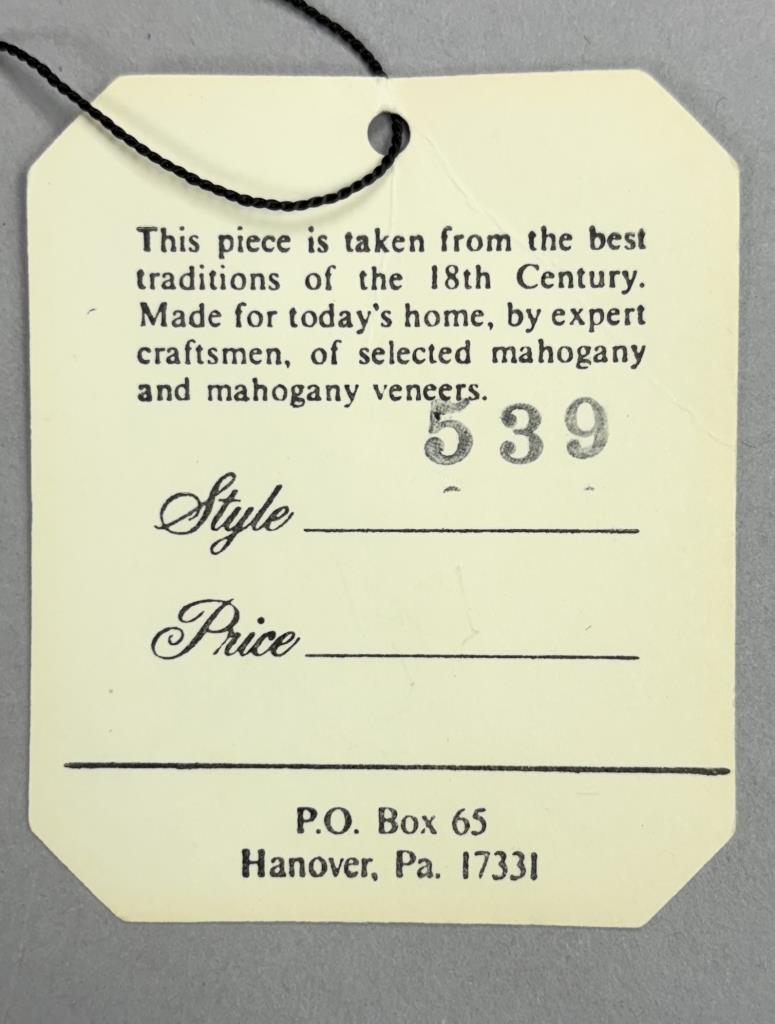 This piece is taken from the best
traditions of the 18th Century.
Made for today's home, by expert
craftsmen, of selected mahogany
and mahogany veneers.
539
Style
Price
P.O. Box 65
Hanover, Pa. 17331